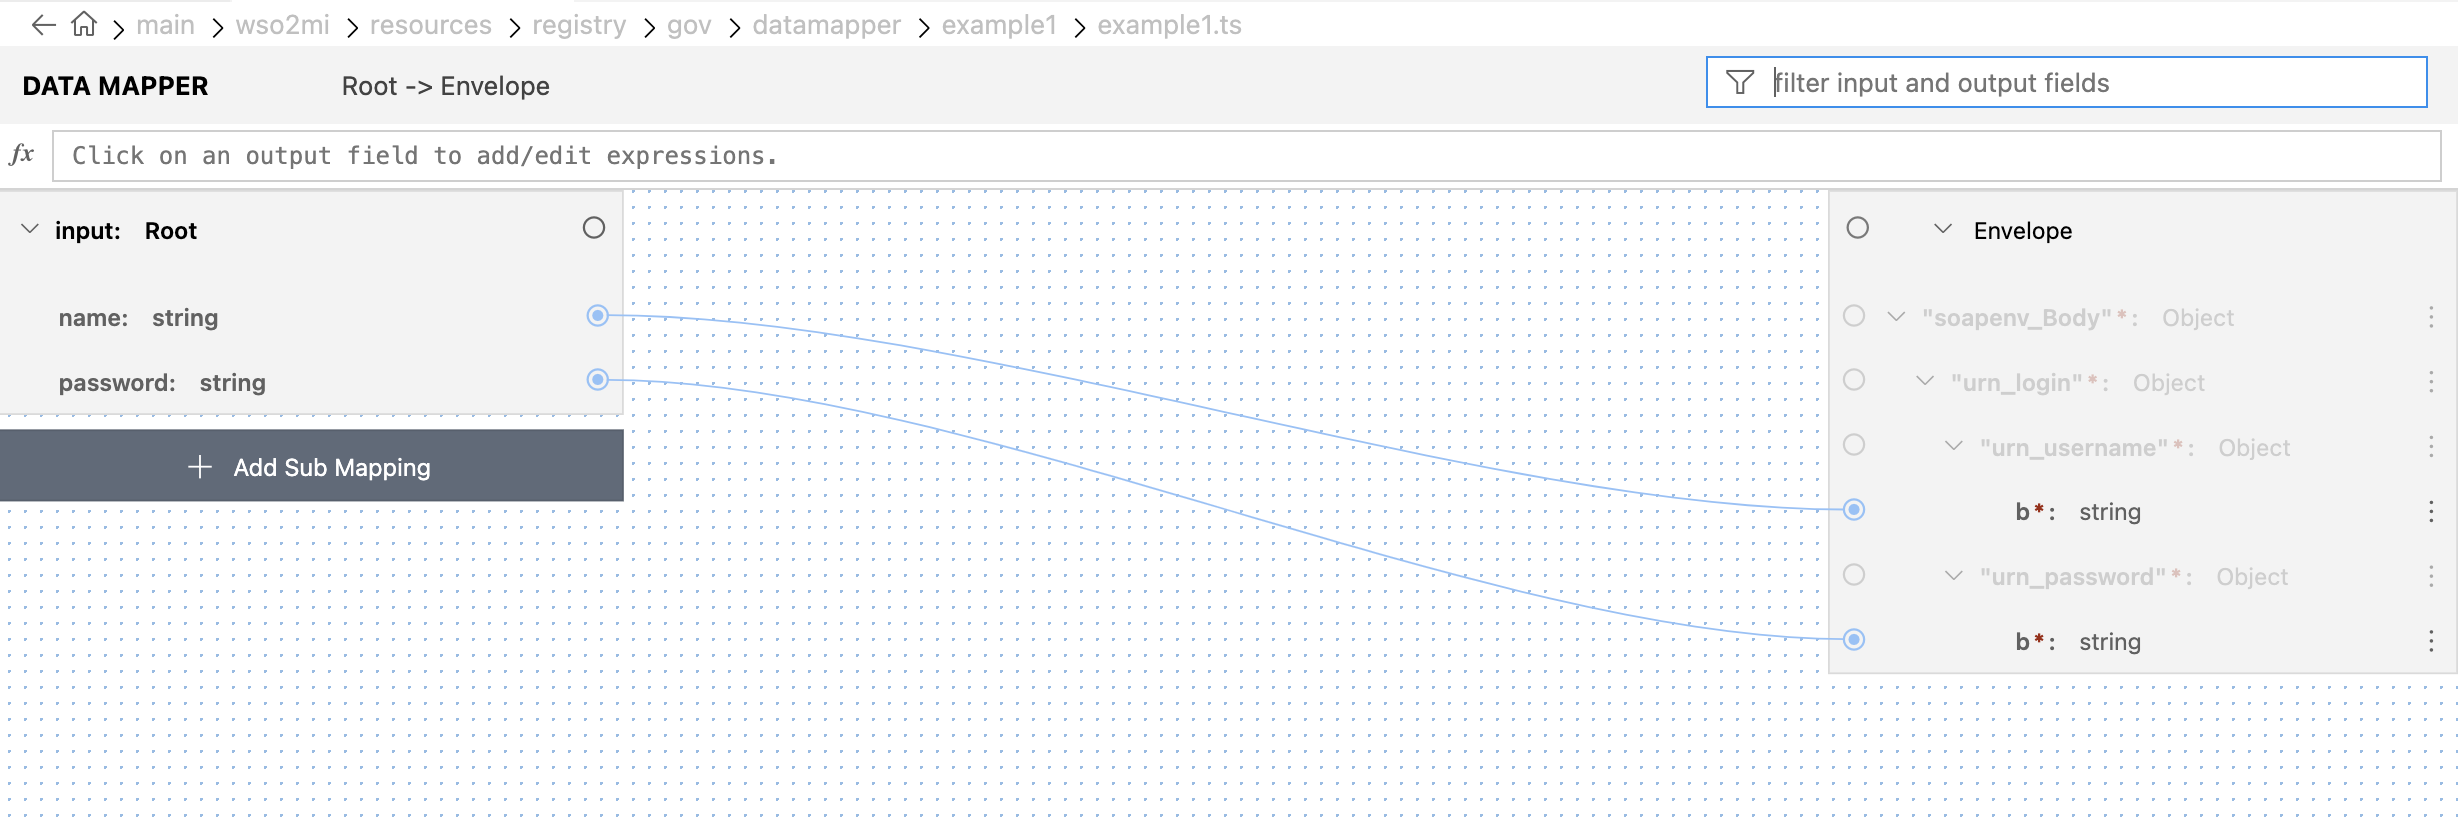 main > wso2mi > resources > registry > gov > datamapper > example1 > example1.ts
DATA MAPPER Root -> Envelope filter input and output fields
fx Click on an output field to add/edit expressions.
input: Root
name: string
password: string
+ Add Sub Mapping
Envelope
"soapenv_Body"*: Object
"urn_login"*: Object
"urn_username"*: Object
b*: string
"urn_password"*: Object
b*: string